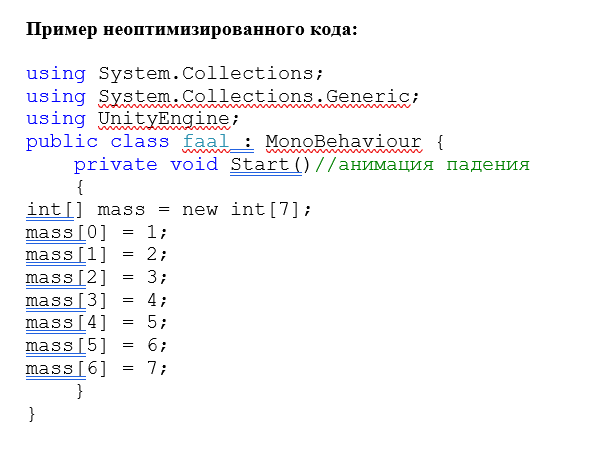 Пример неоптимизированного кода:
using System.Collections;
using System.Collections.Generic;
using UnityEngine;
public class faal : MonoBehaviour {
    private void Start()//анимация падения
    {
int[] mass = new int[7];
mass[0] = 1;
mass[1] = 2;
mass[2] = 3;
mass[3] = 4;
mass[4] = 5;
mass[5] = 6;
mass[6] = 7;
    }
}